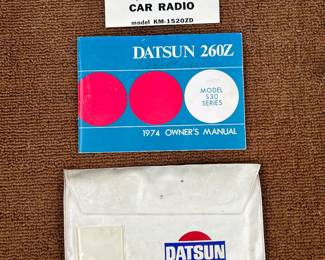 CAR RADIO
model KM-1520ZD
DATSUN 260Z
MODEL
S30
SERIES
1974 OWNER'S MANUAL
DATSUN